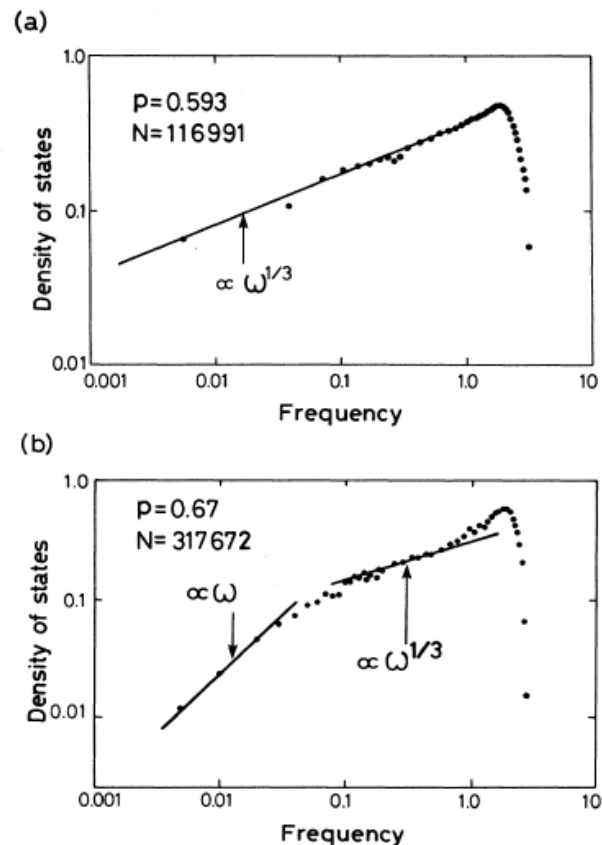 (a)
1.0
p=0.593
N=116991
0.1
∝ ω1/3
0.01
0.001
0.01
0.1
1.0
10
Density of states
Frequency
(b)
1.0
p=0.67
N=317672
∝ω
0.1
∝ω1/3
0.01
0.001
0.01
0.1
1.0
10
Density of states
Frequency